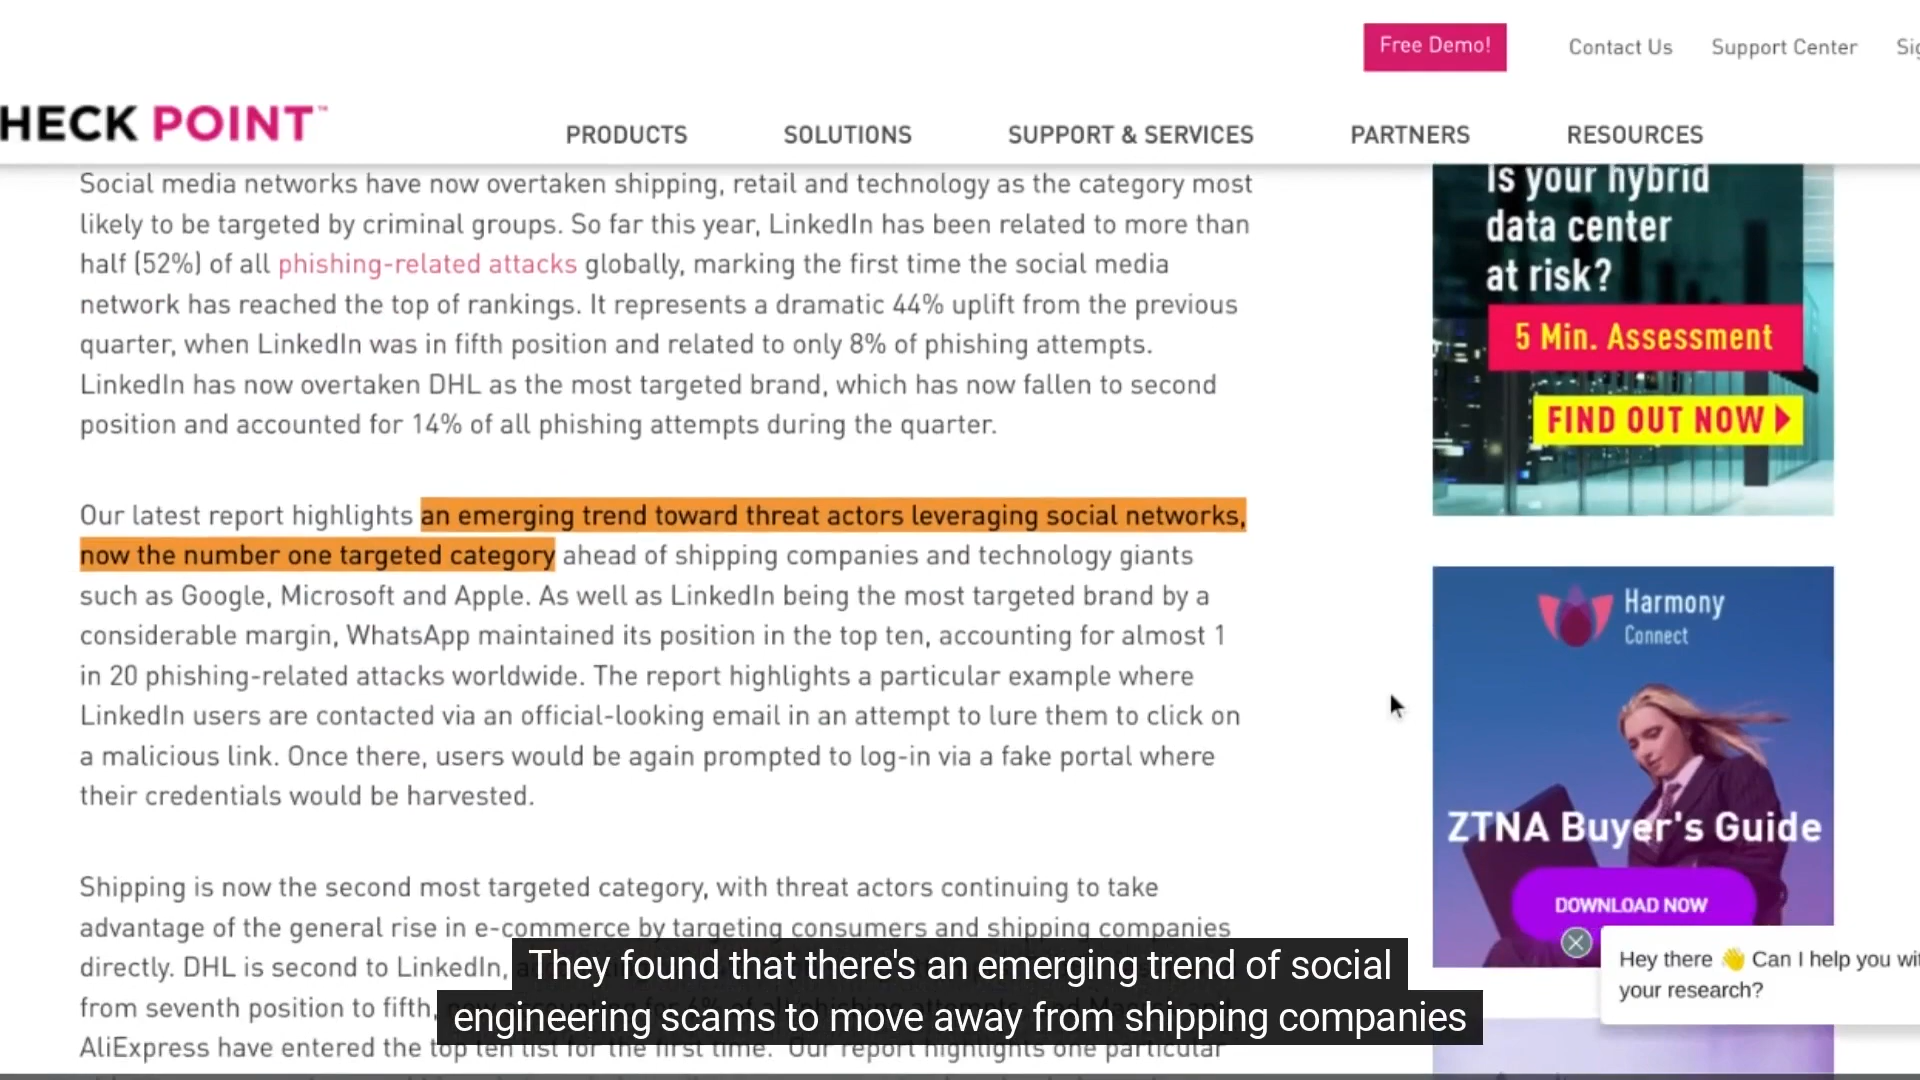 Free Demo!
Contact Us
Support Center
HECK POINT™
PRODUCTS
SOLUTIONS
SUPPORT & SERVICES
PARTNERS
RESOURCES
Social media networks have now overtaken shipping, retail and technology as the category most
likely to be targeted by criminal groups. So far this year, LinkedIn has been related to more than
half (52%) of all phishing-related attacks globally, marking the first time the social media
network has reached the top of rankings. It represents a dramatic 44% uplift from the previous
quarter, when LinkedIn was in fifth position and related to only 8% of phishing attempts.
LinkedIn has now overtaken DHL as the most targeted brand, which has now fallen to second
position and accounted for 14% of all phishing attempts during the quarter.
Our latest report highlights an emerging trend toward threat actors leveraging social networks,
now the number one targeted category ahead of shipping companies and technology giants
such as Google, Microsoft and Apple. As well as LinkedIn being the most targeted brand by a
considerable margin, WhatsApp maintained its position in the top ten, accounting for almost 1
in 20 phishing-related attacks worldwide. The report highlights a particular example where
LinkedIn users are contacted via an official-looking email in an attempt to lure them to click on
a malicious link. Once there, users would be again prompted to log-in via a fake portal where
their credentials would be harvested.
Shipping is now the second most targeted category, with threat actors continuing to take
advantage of the general rise in e-commerce by targeting consumers and shipping companies
directly. DHL is second to LinkedIn,
from seventh position to fifth,
AliExpress have entered the top ten list for the first time. Our report highlights one particular
Is your hybrid
data center
at risk?
5 Min. Assessment
FIND OUT NOW
Harmony
Connect
ZTNA Buyer's Guide
DOWNLOAD NOW
Hey there 👋 Can I help you
your research?
They found that there's an emerging trend of social
engineering scams to move away from shipping companies